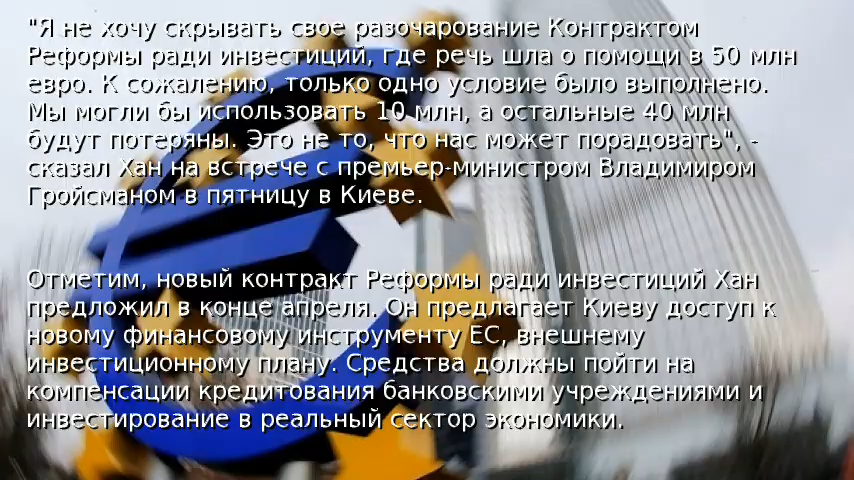 "Я не хочу скрывать свое разочарование Контрактом
Реформы ради инвестиций, где речь шла о помощи в 50 млн
евро. К сожалению, только одно условие было выполнено.
Мы могли бы использовать 10 млн, а остальные 40 млн
будут потеряны. Это не то, что нас может порадовать", -
сказал Хан на встрече с премьер-министром Владимиром
Гройсманом в пятницу в Киеве.
Отметим, новый контракт Реформы ради инвестиций Хан
предложил в конце апреля. Он предлагает Киеву доступ к
новому финансовому инструменту ЕС, внешнему
инвестиционному плану. Средства должны пойти на
компенсации кредитования банковскими учреждениями и
инвестирование в реальный сектор экономики.